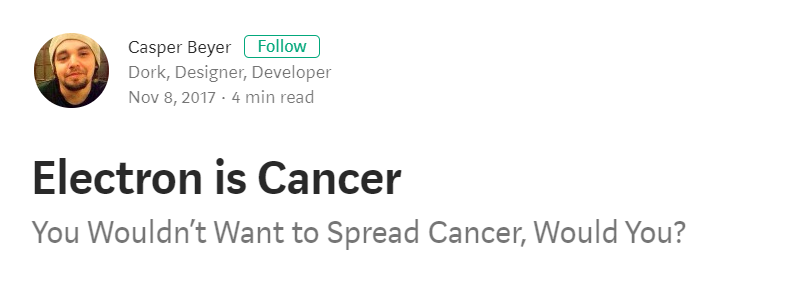 Casper Beyer Follow
Dork, Designer, Developer
Nov 8, 2017 · 4 min read
Electron is Cancer
You Wouldn’t Want to Spread Cancer, Would You?